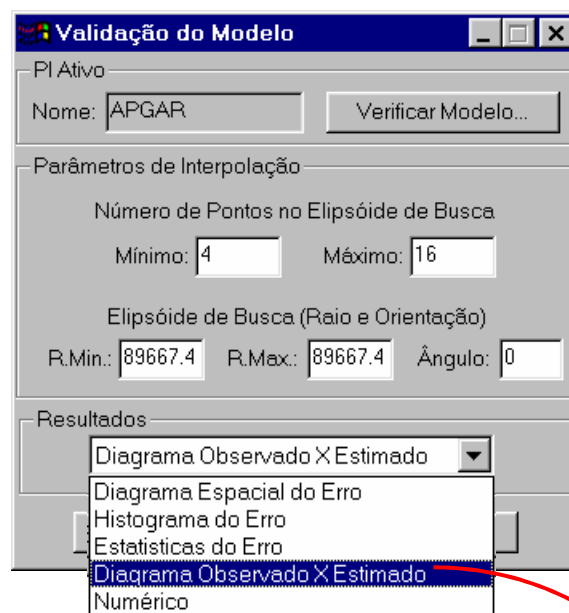 Validação do Modelo
PI Ativo
Nome: APGAR Verificar Modelo...
Parâmetros de Interpolação
Número de Pontos no Elipsóide de Busca
Mínimo: 4 Máximo: 16
Elipsóide de Busca (Raio e Orientação)
R.Min.: 89667.4 R.Max.: 89667.4 Ângulo: 0
Resultados
Diagrama Observado X Estimado
Diagrama Espacial do Erro
Histograma do Erro
Estatisticas do Erro
Diagrama Observado X Estimado
Numérico